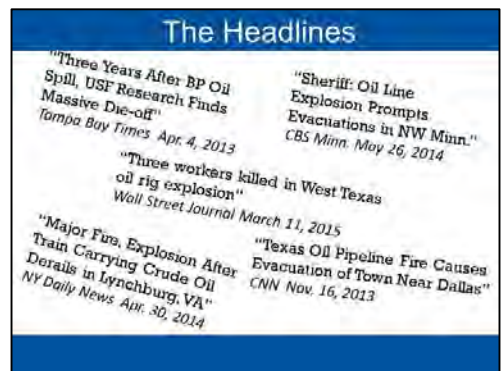 The Headlines
"Three Years After BP Oil
Spill, USF Research Finds
Massive Die-off"
Tampa Bay Times Apr. 4, 2013
"Sheriff: Oil Line
Explosion Prompts
Evacuations in NW Minn."
CBS Minn. May 26, 2014
"Three workers killed in West Texas
oil rig explosion"
Wall Street Journal March 11, 2015
"Major Fire, Explosion After
Train Carrying Crude Oil
Derails in Lynchburg, VA"
NY Daily News Apr. 30, 2014
"Texas Oil Pipeline Fire Causes
Evacuation of Town Near Dallas"
CNN Nov. 16, 2013